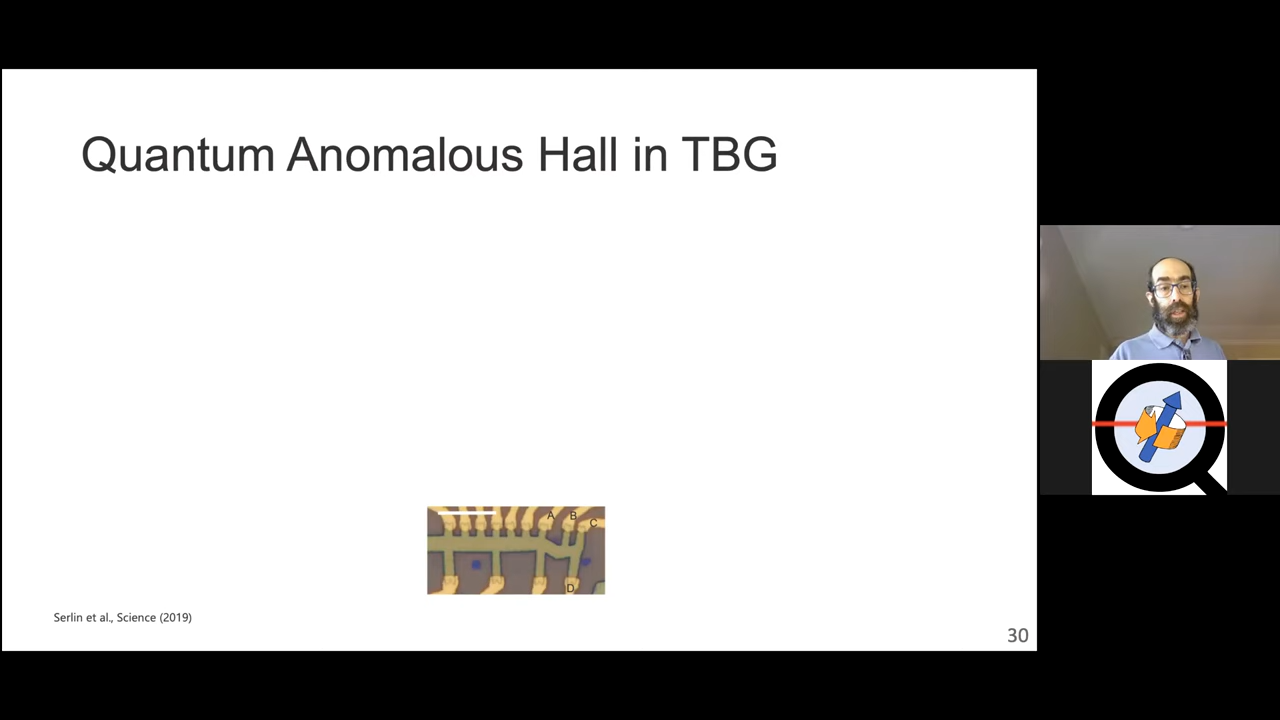 Quantum Anomalous Hall in TBG
A B C
D
Serlin et al., Science (2019)
30